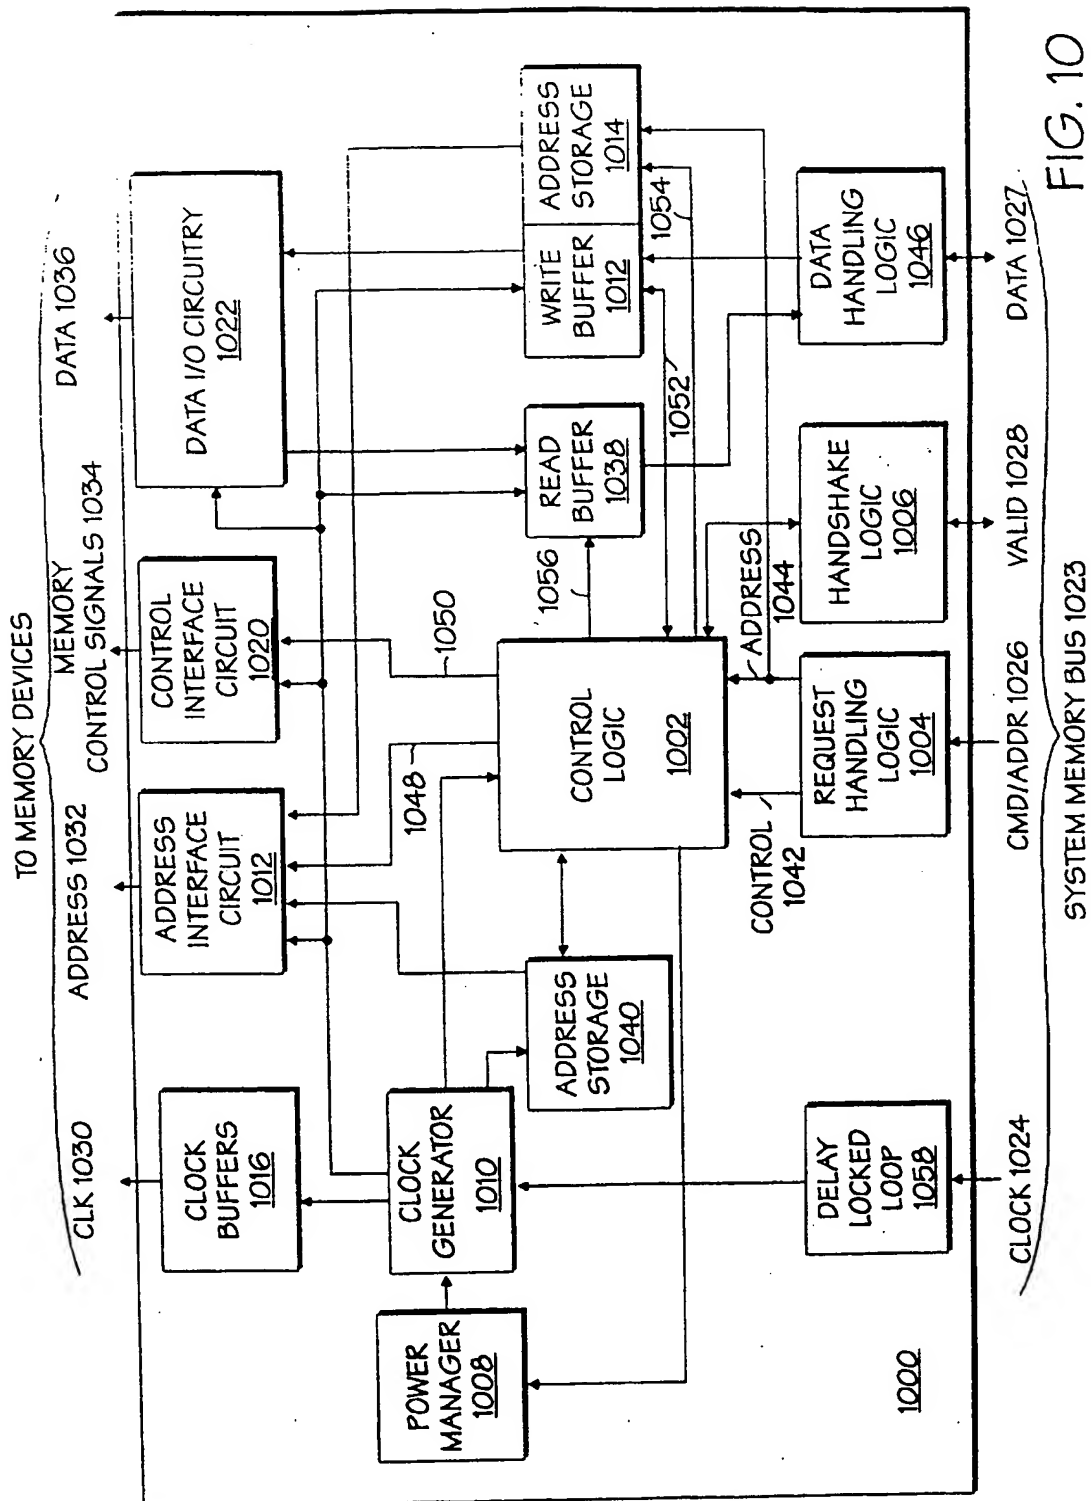 TO MEMORY DEVICES
CLK 1030
ADDRESS 1032
MEMORY
CONTROL SIGNALS 1034
DATA 1036
CLOCK
BUFFERS
1016
ADDRESS
INTERFACE
CIRCUIT
1012
CONTROL
INTERFACE
CIRCUIT
1020
DATA I/O CIRCUITRY
1022
POWER
MANAGER
1008
CLOCK
GENERATOR
1010
1048
1050
1056
ADDRESS
STORAGE
1040
CONTROL
LOGIC
1002
READ
BUFFER
1038
WRITE
BUFFER
1012
ADDRESS
STORAGE
1014
1052
1054
CONTROL
1042
ADDRESS
1044
DELAY
LOCKED
LOOP
1058
REQUEST
HANDLING
LOGIC
1004
HANDSHAKE
LOGIC
1006
DATA
HANDLING
LOGIC
1046
1000
CLOCK 1024
CMD/ADDR 1026
VALID 1028
DATA 1027
SYSTEM MEMORY BUS 1023
FIG. 10